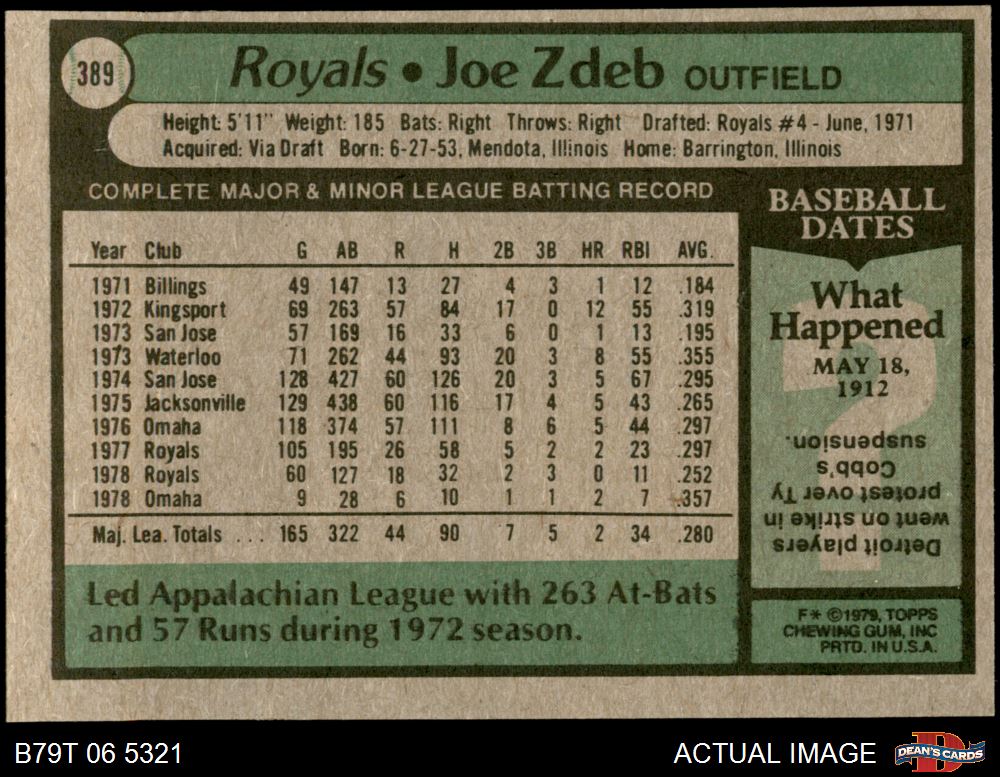 389
Royals • Joe Zdeb OUTFIELD
Height: 5'11" Weight: 185 Bats: Right Throws: Right Drafted: Royals #4 - June, 1971
Acquired: Via Draft Born: 6-27-53, Mendota, Illinois Home: Barrington, Illinois
COMPLETE MAJOR & MINOR LEAGUE BATTING RECORD
Year Club G AB R H 2B 3B HR RBI AVG.
1971 Billings 49 147 13 27 4 3 1 12 .184
1972 Kingsport 69 263 57 84 17 0 12 55 .319
1973 San Jose 57 169 16 33 6 0 1 13 .195
1973 Waterloo 71 262 44 93 20 3 8 55 .355
1974 San Jose 128 427 60 126 20 3 5 67 .295
1975 Jacksonville 129 438 60 116 17 4 5 43 .265
1976 Omaha 118 374 57 111 8 6 5 44 .297
1977 Royals 105 195 26 58 5 2 2 23 .297
1978 Royals 60 127 18 32 2 3 0 11 .252
1978 Omaha 9 28 6 10 1 1 2 7 .357
Maj. Lea. Totals ... 165 322 44 90 7 5 2 34 .280
Led Appalachian League with 263 At-Bats
and 57 Runs during 1972 season.
BASEBALL
DATES
?
What
Happened
MAY 18,
1912
Detroit players
went on strike in
protest over Ty
Cobb's
suspension.
F* ©1979, TOPPS
CHEWING GUM, INC
PRTD. IN U.S.A.
B79T 06 5321
ACTUAL IMAGE
D
DEAN'S CARDS